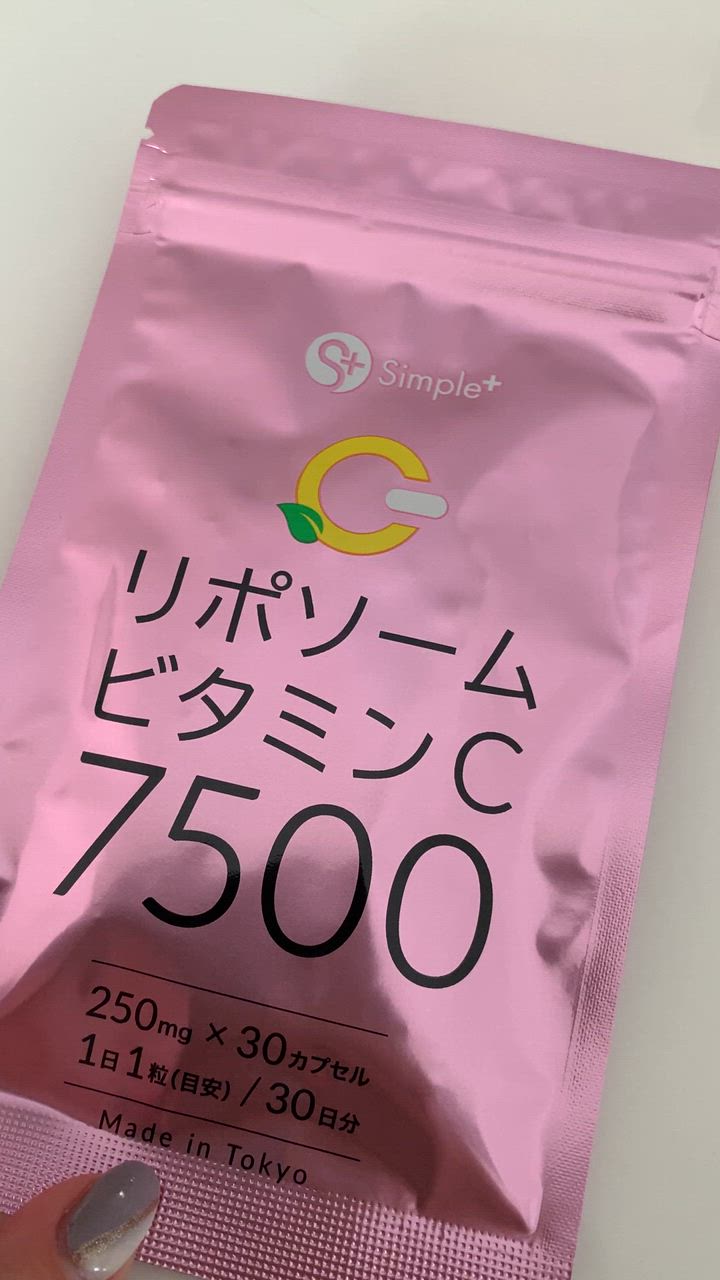 Simple+
リポソーム
ビタミンC
7500
250mg × 30カプセル
1日1粒(目安) / 30日分
Made in Tokyo